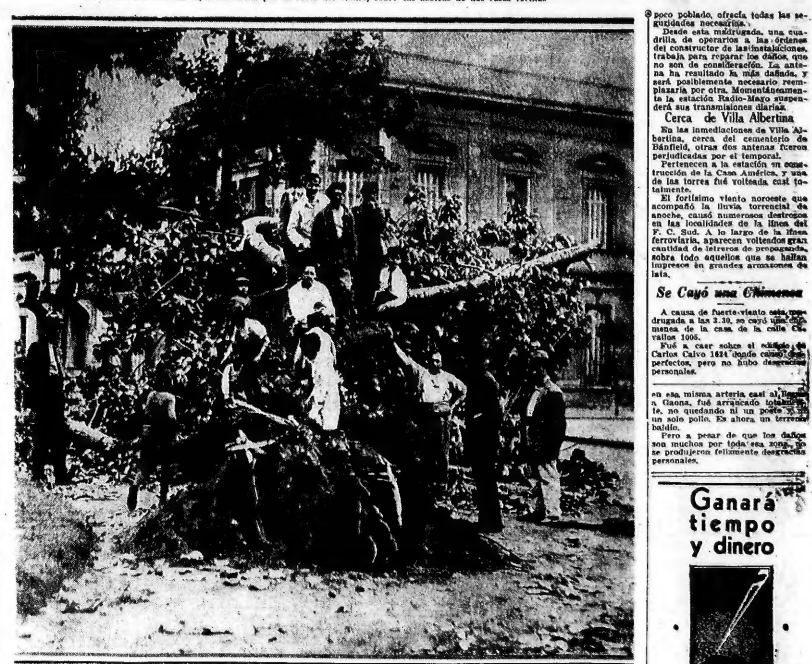 poco poblado, ofrecía todas las se-
guridades necesarias.
Desde esta madrugada, una cua-
drilla de operarios a las órdenes
del constructor de las instalaciones,
trabaja para reparar los daños, que
no son de consideración. La ante-
na ha resultado la más dañada, y
será posiblemente necesario reem-
plazarla por otra. Momentáneamen-
te la estación Radio-Mayo suspen-
derá sus transmisiones diarias.
Cerca de Villa Albertina
En las inmediaciones de Villa Al-
bertina, cerca del cementerio de
Bánfield, otras dos antenas fueron
perjudicadas por el temporal.
Pertenecen a la estación en cons-
trucción de la Casa América, y una
de las torres fué volteada casi to-
talmente.
El fortísimo viento noroeste que
acompañó la lluvia torrencial de
anoche, causó numerosos destrozos
en las localidades de la línea del
F. C. Sud. A lo largo de la línea
ferroviaria, aparecen volteados gran
cantidad de letreros de propaganda,
sobre todo aquellos que se hallan
impresos en grandes armazones de
lata.
Se Cayó una Chimenea
A causa de fuerte viento esta ma-
drugada a las 3.30, se cayó una chi-
menea de la casa de la calle Ce-
vallos 1005.
Fué a caer sobre el edificio de
Carlos Calvo 1624 donde causó des-
perfectos, pero no hubo desgracias
personales.
en esa misma arteria casi al llegar
a Gaona, fué arrancado totalmen-
te, no quedando ni un poste y
un solo pollo. Es ahora un terreno
baldío.
Pero a pesar de que los daños
son muchos por toda esa zona, no
se produjeron felizmente desgracias
personales.
Ganará
tiempo
y dinero